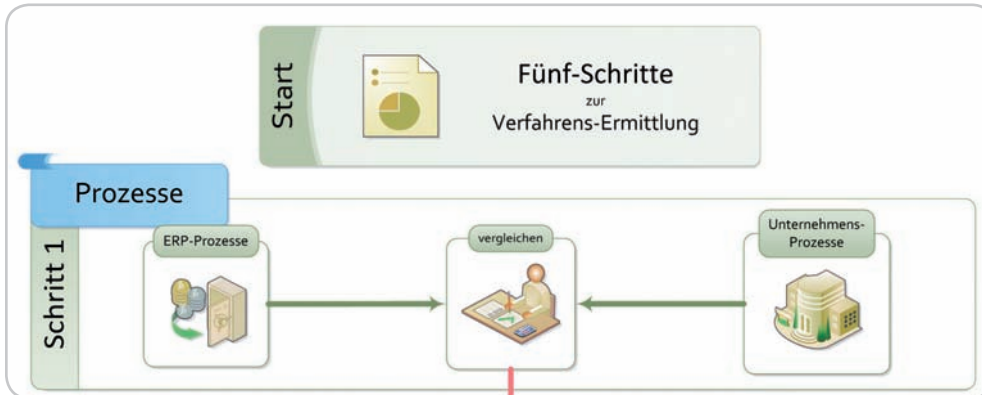 Start
Fünf-Schritte
zur
Verfahrens-Ermittlung
Prozesse
Schritt 1
ERP-Prozesse
vergleichen
Unternehmens-
Prozesse